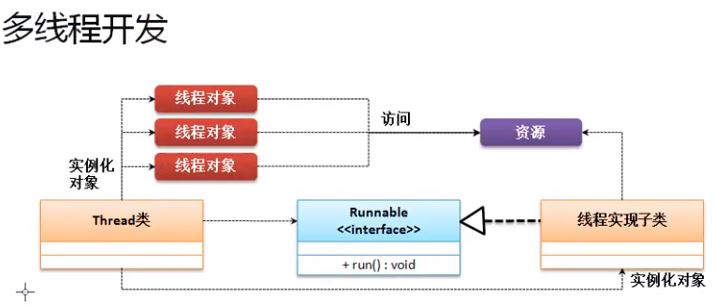 多线程开发
线程对象
线程对象
线程对象
访问
资源
实例化
对象
Thread类
Runnable
<<interface>>
+ run() : void
线程实现子类
实例化对象